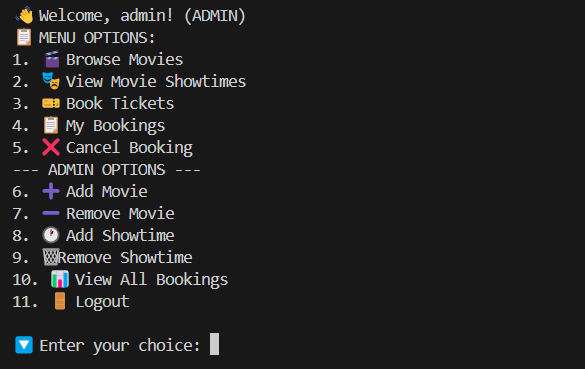 👋 Welcome, admin! (ADMIN)
📋 MENU OPTIONS:
1. 🎬 Browse Movies
2. 🎭 View Movie Showtimes
3. 🎫 Book Tickets
4. 📋 My Bookings
5. ❌ Cancel Booking
--- ADMIN OPTIONS ---
6. ➕ Add Movie
7. ➖ Remove Movie
8. 🕐 Add Showtime
9. 🗑️Remove Showtime
10. 📊 View All Bookings
11. 🚪 Logout
🔽 Enter your choice: